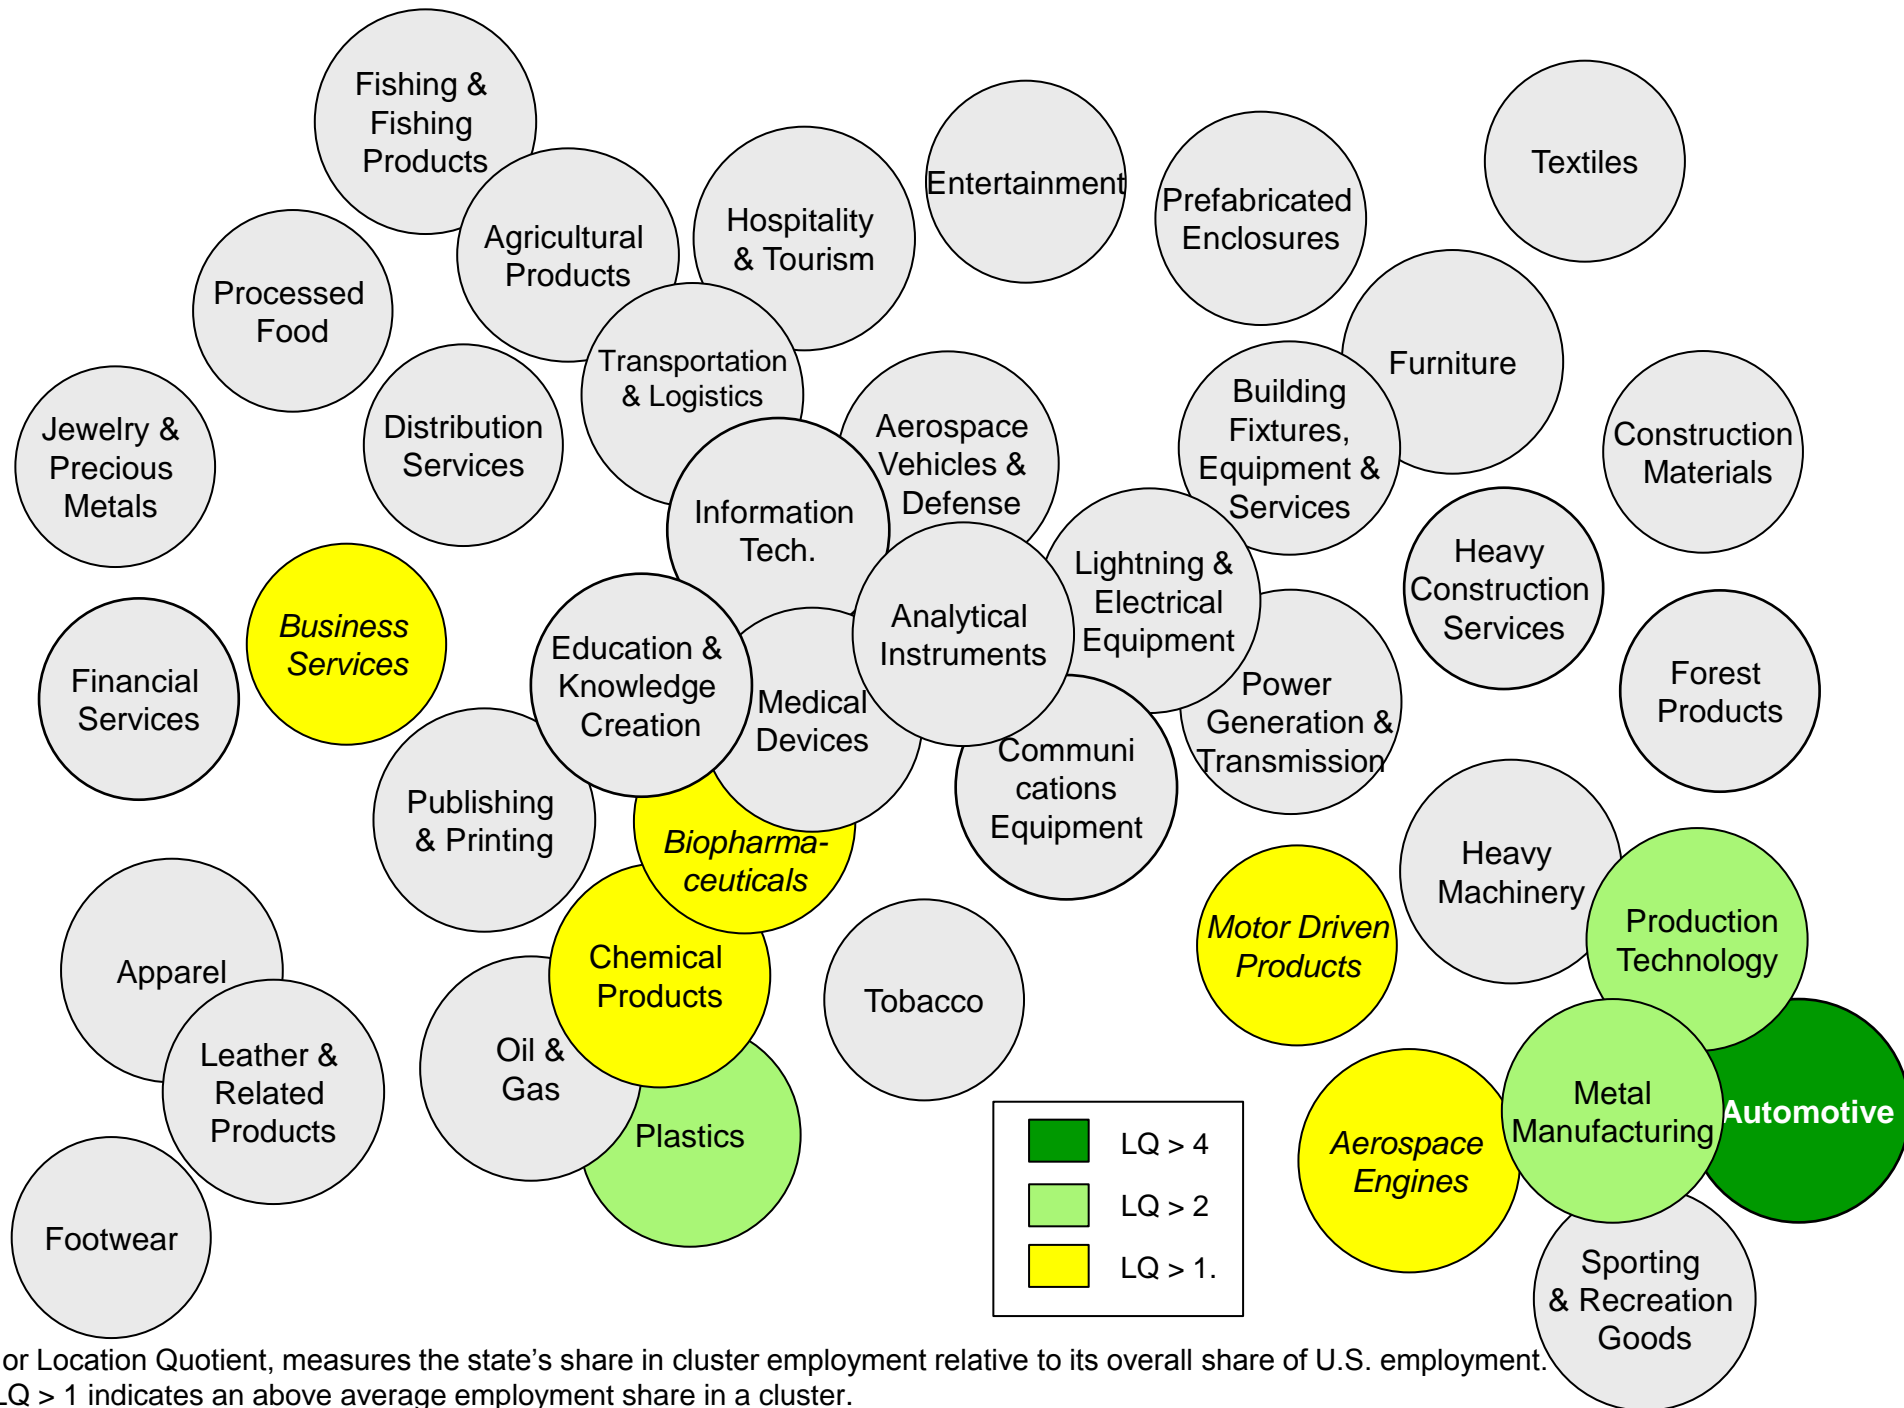 Fishing &
Fishing
Products
Textiles
Entertainment
Prefabricated
Enclosures
Hospitality
& Tourism
Agricultural
Products
Processed
Food
Transportation
& Logistics
Furniture
Building
Fixtures,
Equipment &
Services
Jewelry &
Precious
Metals
Distribution
Services
Aerospace
Vehicles &
Defense
Construction
Materials
Information
Tech.
Heavy
Construction
Services
Lightning &
Electrical
Equipment
Analytical
Instruments
Business
Services
Education &
Knowledge
Creation
Financial
Services
Medical
Devices
Power
Generation &
Transmission
Forest
Products
Communi
cations
Equipment
Publishing
& Printing
Biopharma-
ceuticals
Heavy
Machinery
Motor Driven
Products
Production
Technology
Chemical
Products
Apparel
Tobacco
Oil &
Gas
Leather &
Related
Products
Plastics
Metal
Manufacturing
Automotive
Aerospace
Engines
LQ > 4
LQ > 2
LQ > 1.
Footwear
Sporting
& Recreation
Goods
or Location Quotient, measures the state’s share in cluster employment relative to its overall share of U.S. employment.
LQ > 1 indicates an above average employment share in a cluster.